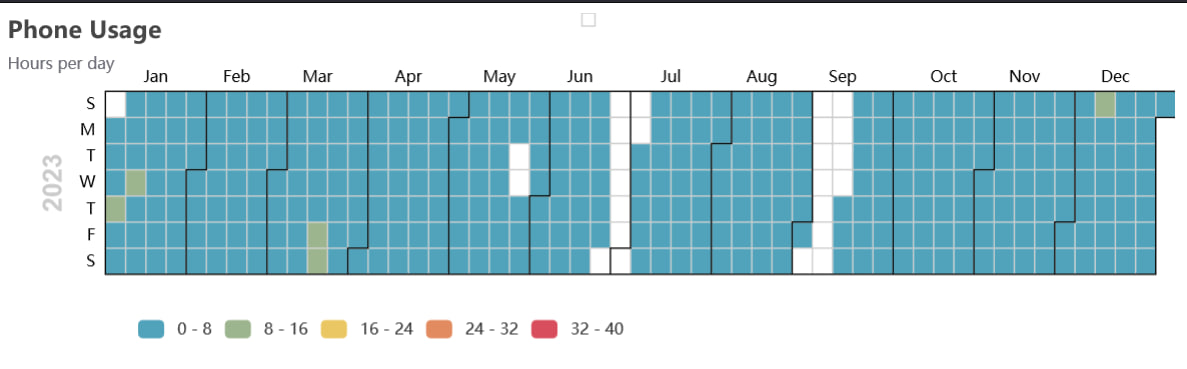 Phone Usage
Hours per day
Jan Feb Mar Apr May Jun Jul Aug Sep Oct Nov Dec
S
M
T
W
T
F
S
2023
0 - 8 8 - 16 16 - 24 24 - 32 32 - 40